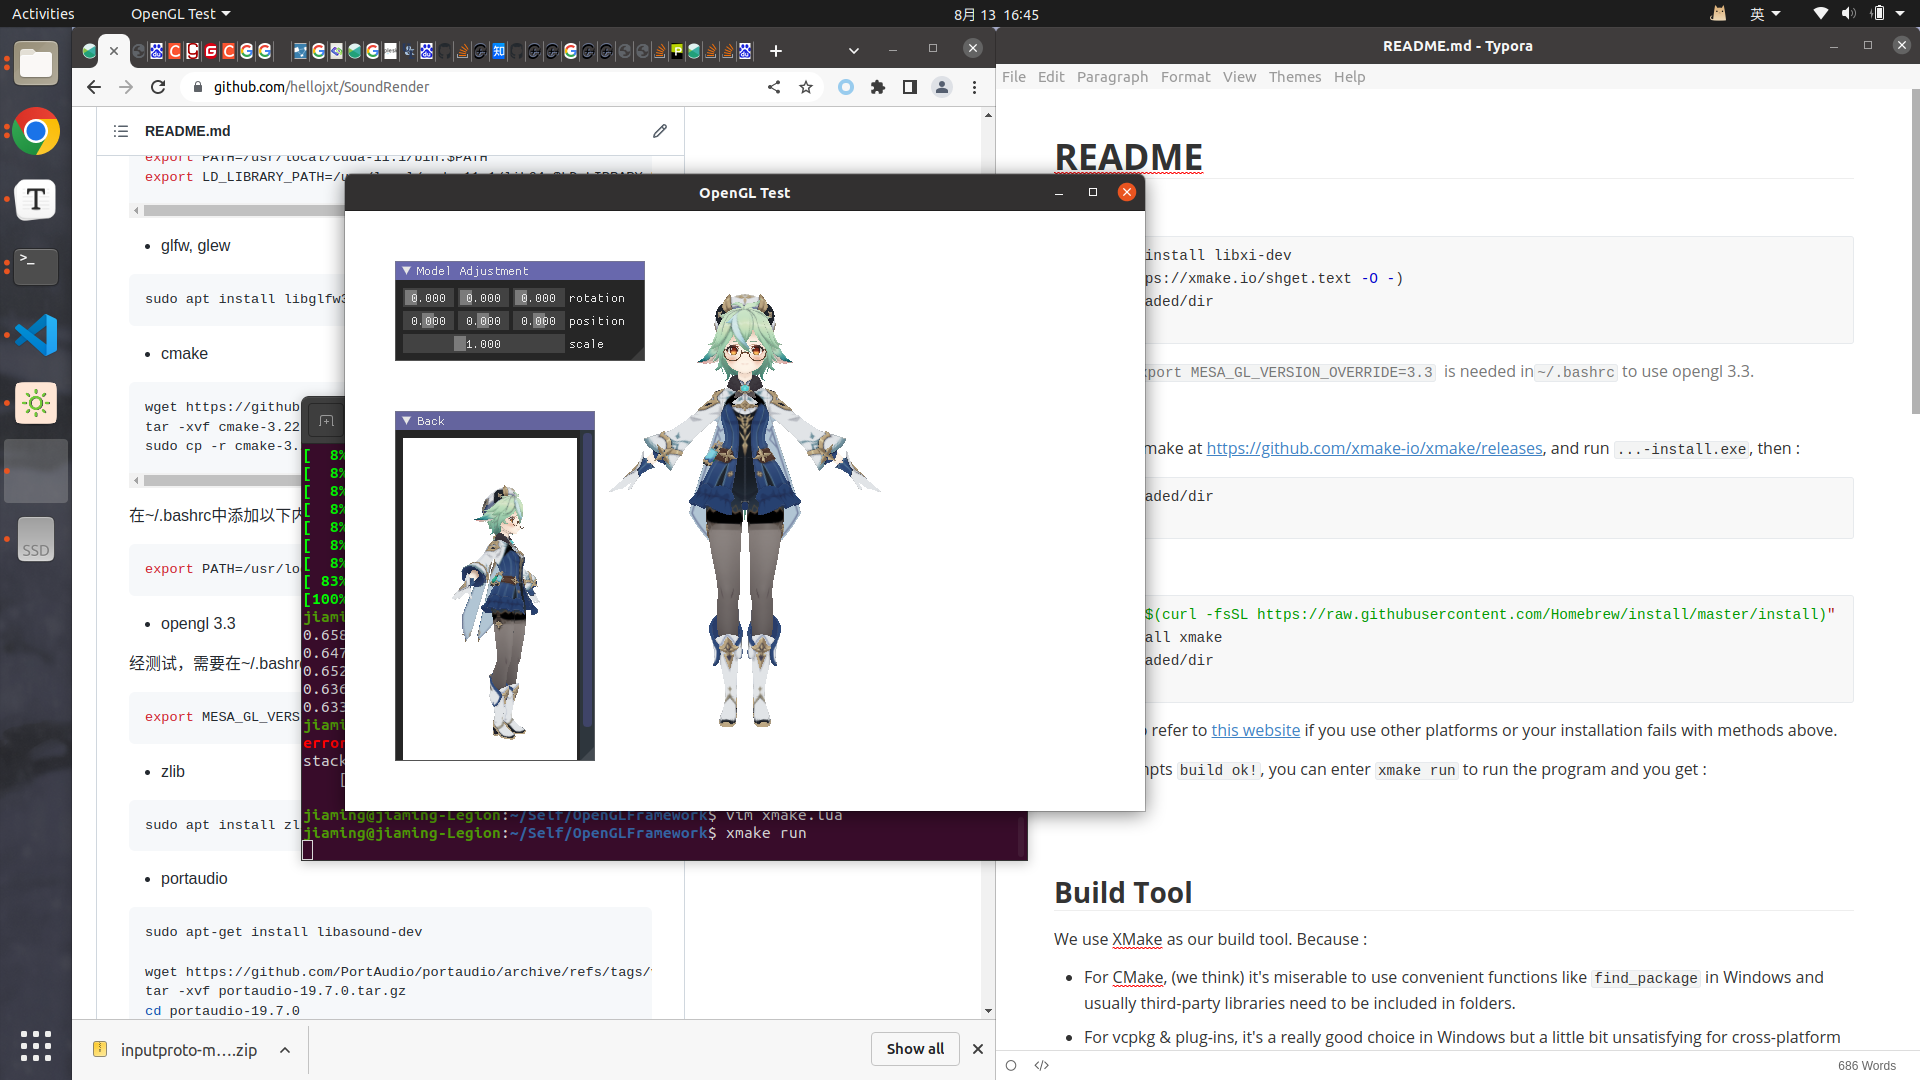 Activities
OpenGL Test
8月 13 16:45
英
github.com/hellojxt/SoundRender
README.md
export PATH=/usr/local/cuda-11.1/bin:$PATH
export LD_LIBRARY_PATH=/u
glfw, glew
sudo apt install libglfw3
cmake
wget https://github
tar -xvf cmake-3.22
sudo cp -r cmake-3.
在~/.bashrc中添加以下内
export PATH=/usr/lo
opengl 3.3
经测试，需要在~/.bashr
export MESA_GL_VERS
zlib
sudo apt install zl
portaudio
sudo apt-get install libasound-dev
wget https://github.com/PortAudio/portaudio/archive/refs/tags/
tar -xvf portaudio-19.7.0.tar.gz
cd portaudio-19.7.0
inputproto-m....zip
Show all
[  8%
[  8%
[  8%
[  8%
[  8%
[  8%
[  8%
[ 83%
[100%
jiami
0.658
0.647
0.652
0.636
0.633
jiami
error
stack
[
jiaming@jiaming-Legion:~/Self/OpenGLFramework$ vim xmake.lua
jiaming@jiaming-Legion:~/Self/OpenGLFramework$ xmake run
OpenGL Test
Model Adjustment
0.000 0.000 0.000 rotation
0.000 0.000 0.000 position
1.000 scale
Back
README.md - Typora
File Edit Paragraph Format View Themes Help
README
install libxi-dev
ps://xmake.io/shget.text -O -)
aded/dir
xport MESA_GL_VERSION_OVERRIDE=3.3 is needed in ~/.bashrc to use opengl 3.3.
make at https://github.com/xmake-io/xmake/releases, and run ...-install.exe, then :
aded/dir
$(curl -fsSL https://raw.githubusercontent.com/Homebrew/install/master/install)"
all xmake
aded/dir
o refer to this website if you use other platforms or your installation fails with methods above.
mpts build ok!, you can enter xmake run to run the program and you get :
Build Tool
We use XMake as our build tool. Because :
For CMake, (we think) it's miserable to use convenient functions like find_package in Windows and
usually third-party libraries need to be included in folders.
For vcpkg & plug-ins, it's a really good choice in Windows but a little bit unsatisfying for cross-platform
686 Words
SSD